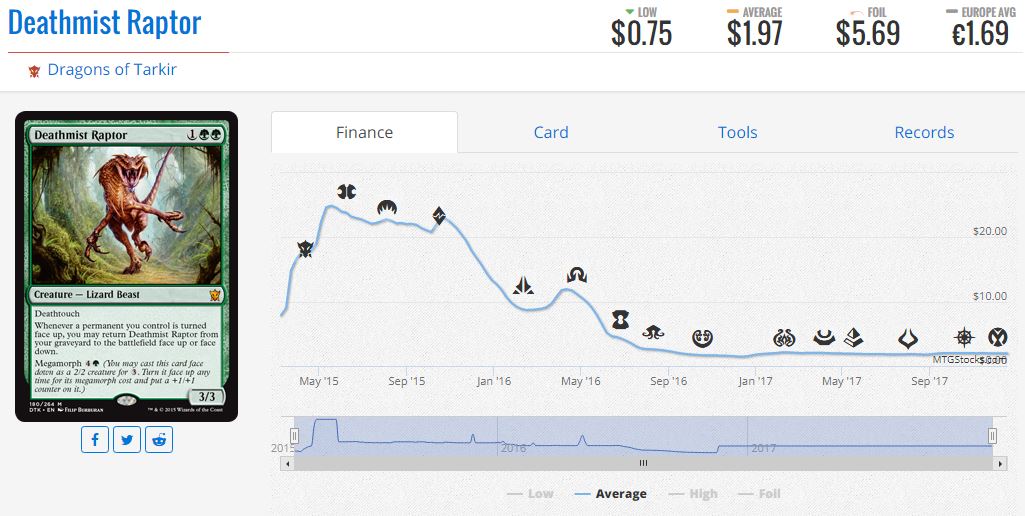 Deathmist Raptor
LOW
$0.75
AVERAGE
$1.97
FOIL
$5.69
EUROPE AVG
€1.69
Dragons of Tarkir
Deathmist Raptor 1
Creature — Lizard Beast
Deathtouch
Whenever a permanent you control is turned
face up, you may return Deathmist Raptor from
your graveyard to the battlefield face up or face
down.
Megamorph 4 (You may cast this card face
down as a 2/2 creature for 3. Turn it face up any
time for its megamorph cost and put a +1/+1
counter on it.)
3/3
180/264 M
DTK • EN Filip Burburan
™ & © 2015 Wizards of the Coast
Finance
Card
Tools
Records
$20.00
$10.00
$0.00
MTGStocks.com
May '15
Sep '15
Jan '16
May '16
Sep '16
Jan '17
May '17
Sep '17
2015
2016
2017
Low
Average
High
Foil